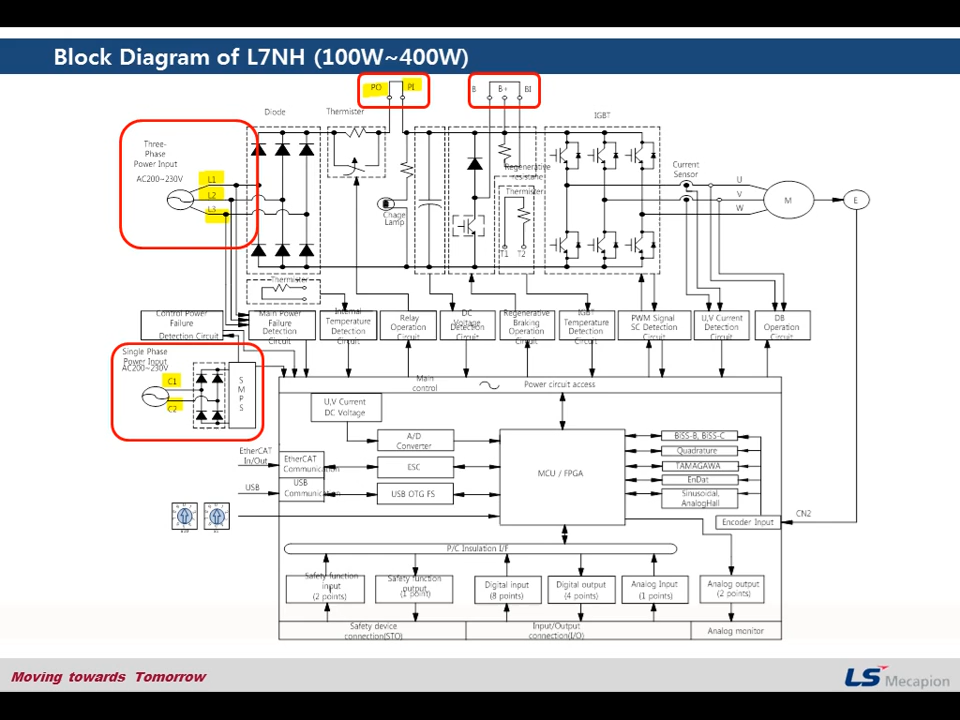 Block Diagram of L7NH (100W~400W)
PO
PI
B
B+
BI
Diode
Thermister
IGBT
Three-
Phase
Power Input
AC200~230V
L1
L2
L3
Chage
Lamp
Regenerative
Thermister
T1
T2
Current
Sensor
U
V
W
M
E
Thermister
Control Power
Failure
Detection Circuit
Main Power
Failure
Detection
Circuit
Internal
Temperature
Detection
Circuit
Relay
Operation
Circuit
DC
Voltage
Detection
Circuit
Regenerative
Braking
Operation
Circuit
IGBT
Temperature
Detection
Circuit
PWM Signal
SC Detection
Circuit
U,V Current
Detection
Circuit
DB
Operation
Circuit
Single Phase
Power Input
AC200~230V
C1
C2
S
M
P
S
Main
control
Power circuit access
U,V Current
DC Voltage
A/D
Converter
EtherCAT
In/Out
EtherCAT
Communication
ESC
USB
USB
Communication
USB OTG FS
MCU / FPGA
BISS-B, BISS-C
Quadrature
TAMAGAWA
EnDat
Sinusoidal,
AnalogHall
Encoder Input
CN2
P/C Insulation I/F
Safety function
input
(2 points)
Safety function
output
(1 point)
Digital input
(8 points)
Digital output
(4 points)
Analog Input
(1 points)
Analog output
(2 points)
Safety device
connection(STO)
Input/Output
connection(I/O)
Analog monitor
Moving towards Tomorrow
LS Mecapion